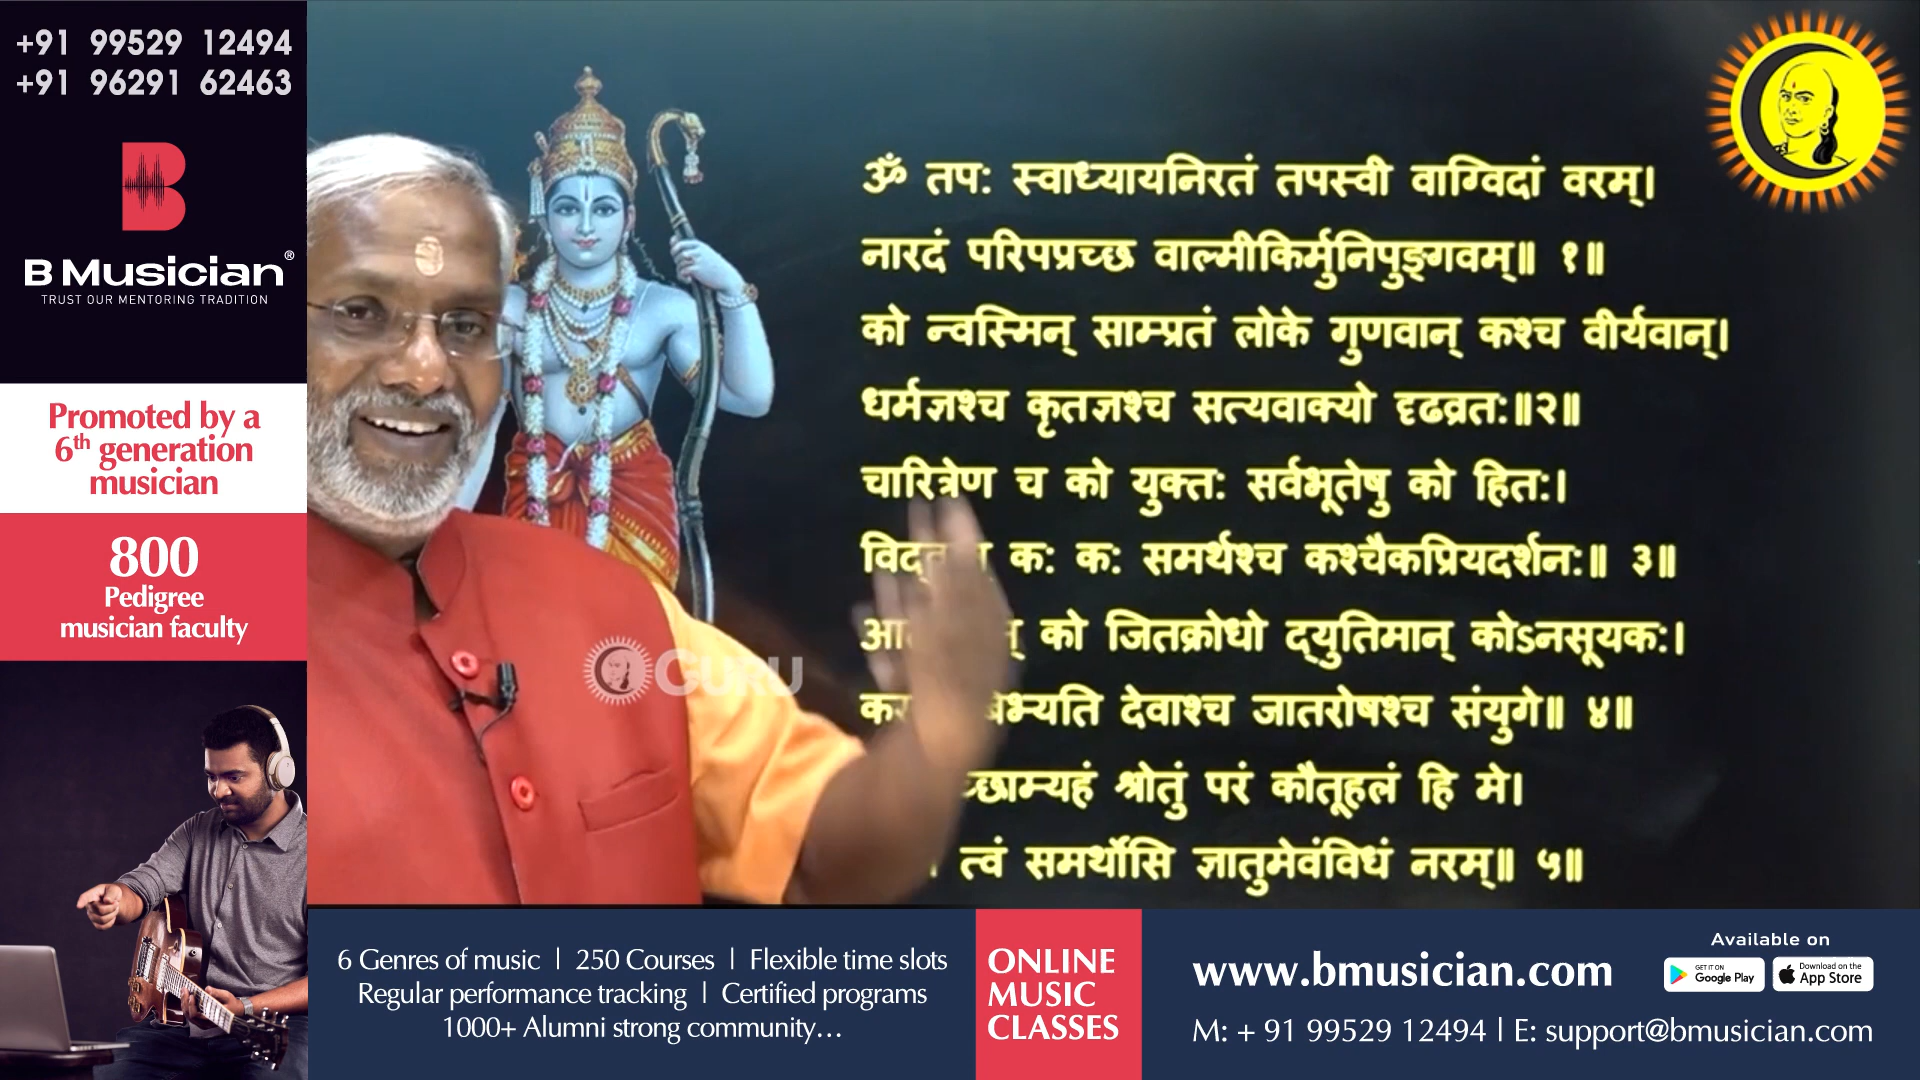 +91 99529 12494
+91 96291 62463
B Musician®
TRUST OUR MENTORING TRADITION
Promoted by a
6th generation
musician
800
Pedigree
musician faculty
ॐ तप: स्वाध्यायनिरतं तपस्वी वाग्विदां वरम्।
नारदं परिपप्रच्छ वाल्मीकिर्मुनिपुङ्गवम्॥ १॥
को न्वस्मिन् साम्प्रतं लोके गुणवान् कश्च वीर्यवान्।
धर्मज्ञश्च कृतज्ञश्च सत्यवाक्यो दृढव्रत:॥२॥
चारित्रेण च को युक्त: सर्वभूतेषु को हित:।
क: क: समर्थश्च कश्चैकप्रियदर्शन:॥ ३॥
को जितक्रोधो द्युतिमान् कोऽनसूयक:।
देवाश्च जातरोषश्च संयुगे॥ ४॥
श्रोतुं परं कौतूहलं हि मे।
त्वं समर्थोसि ज्ञातुमेवंविधं नरम्॥ ५॥
GURU
6 Genres of music | 250 Courses | Flexible time slots
Regular performance tracking | Certified programs
1000+ Alumni strong community...
ONLINE
MUSIC
CLASSES
www.bmusician.com
M: + 91 99529 12494 | E: support@bmusician.com
Available on
GET IT ON
Google Play
Download on the
App Store